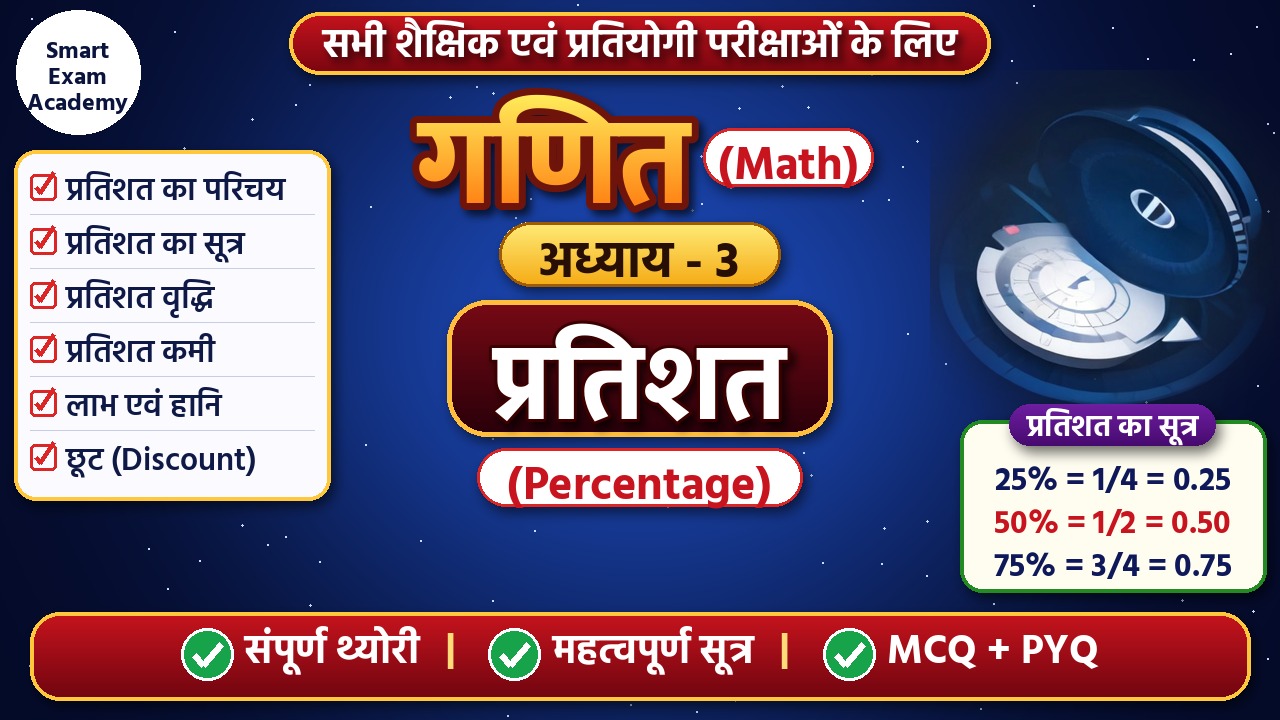 Smart
Exam
Academy
सभी शैक्षिक एवं प्रतियोगी परीक्षाओं के लिए
गणित (Math)
अध्याय - 3
प्रतिशत
(Percentage)
प्रतिशत का परिचय
प्रतिशत का सूत्र
प्रतिशत वृद्धि
प्रतिशत कमी
लाभ एवं हानि
छूट (Discount)
प्रतिशत का सूत्र
25% = 1/4 = 0.25
50% = 1/2 = 0.50
75% = 3/4 = 0.75
संपूर्ण थ्योरी | महत्वपूर्ण सूत्र | MCQ + PYQ